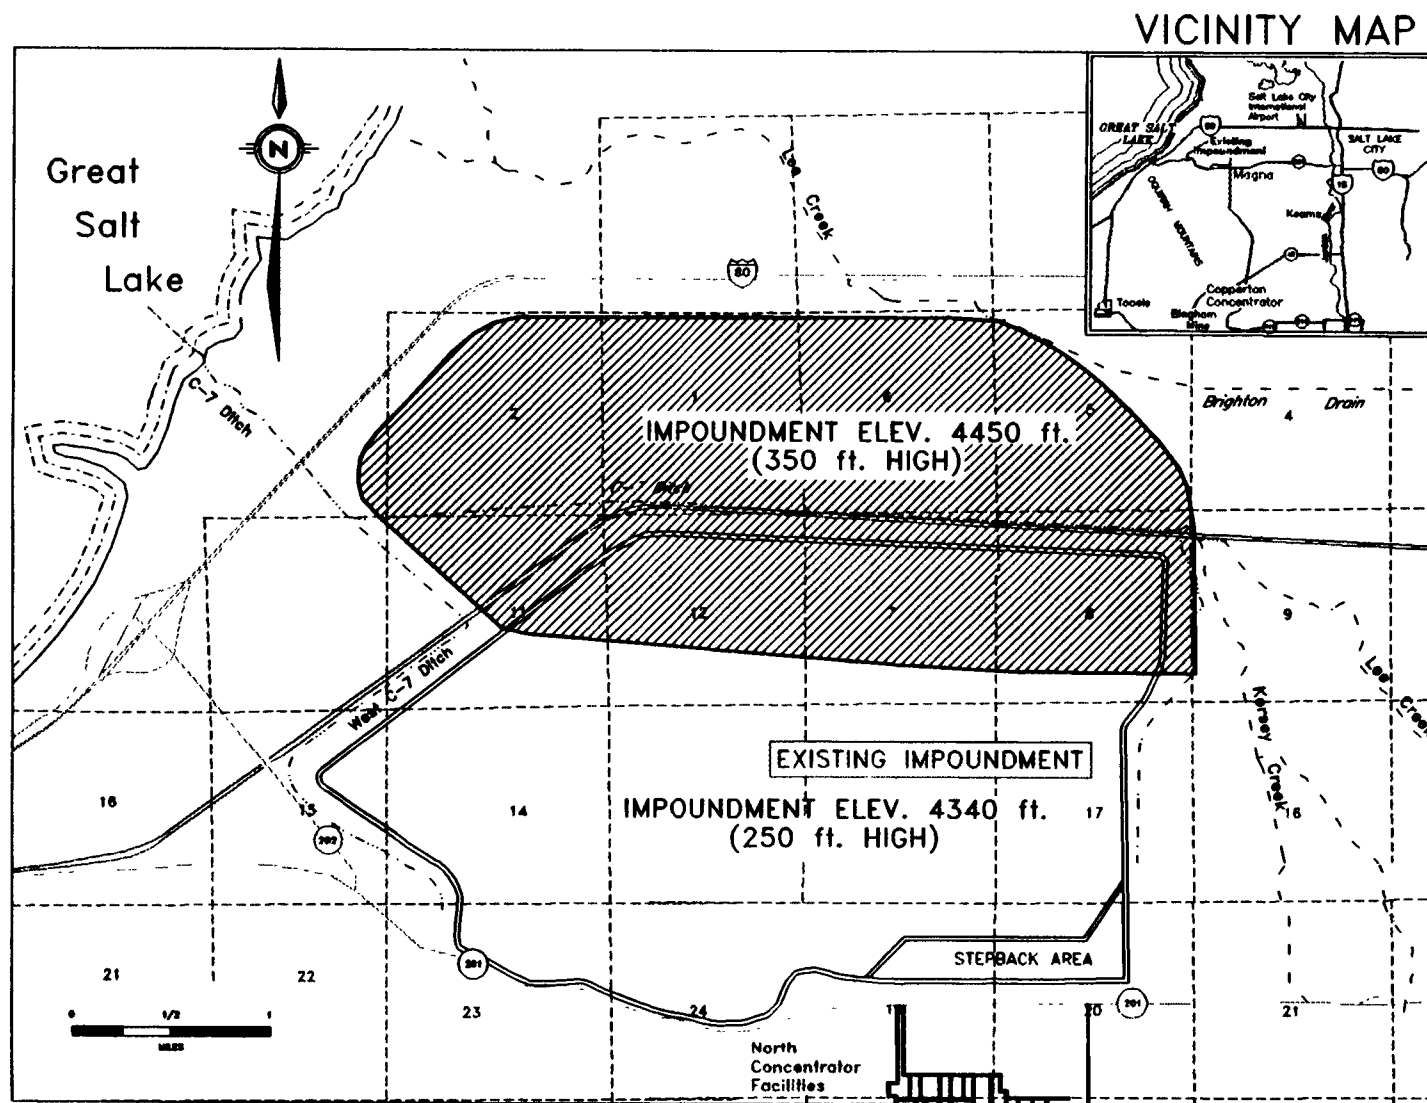 VICINITY MAP
N
Great
Salt
Lake
C-7 Ditch
80
Lee
Creek
GREAT SALT
LAKE
80
Salt Lake City
International
Airport
Existing
Impoundment
SALT LAKE
CITY
Magna
15
80
OQUIRRH MOUNTAINS
Kearns
Copperton
Concentrator
Tooele
Bingham
Mine
2
1
6
5
Brighton Drain
4
IMPOUNDMENT ELEV. 4450 ft.
(350 ft. HIGH)
C-7 Ditch
11
12
7
8
9
Lee Creek
Kersey
Creek
West C-7 Ditch
EXISTING IMPOUNDMENT
IMPOUNDMENT ELEV. 4340 ft.
(250 ft. HIGH)
16
15
14
17
16
202
201
STEPBACK AREA
21
22
23
24
20
201
21
0 1/2 1
MILES
North
Concentrator
Facilities